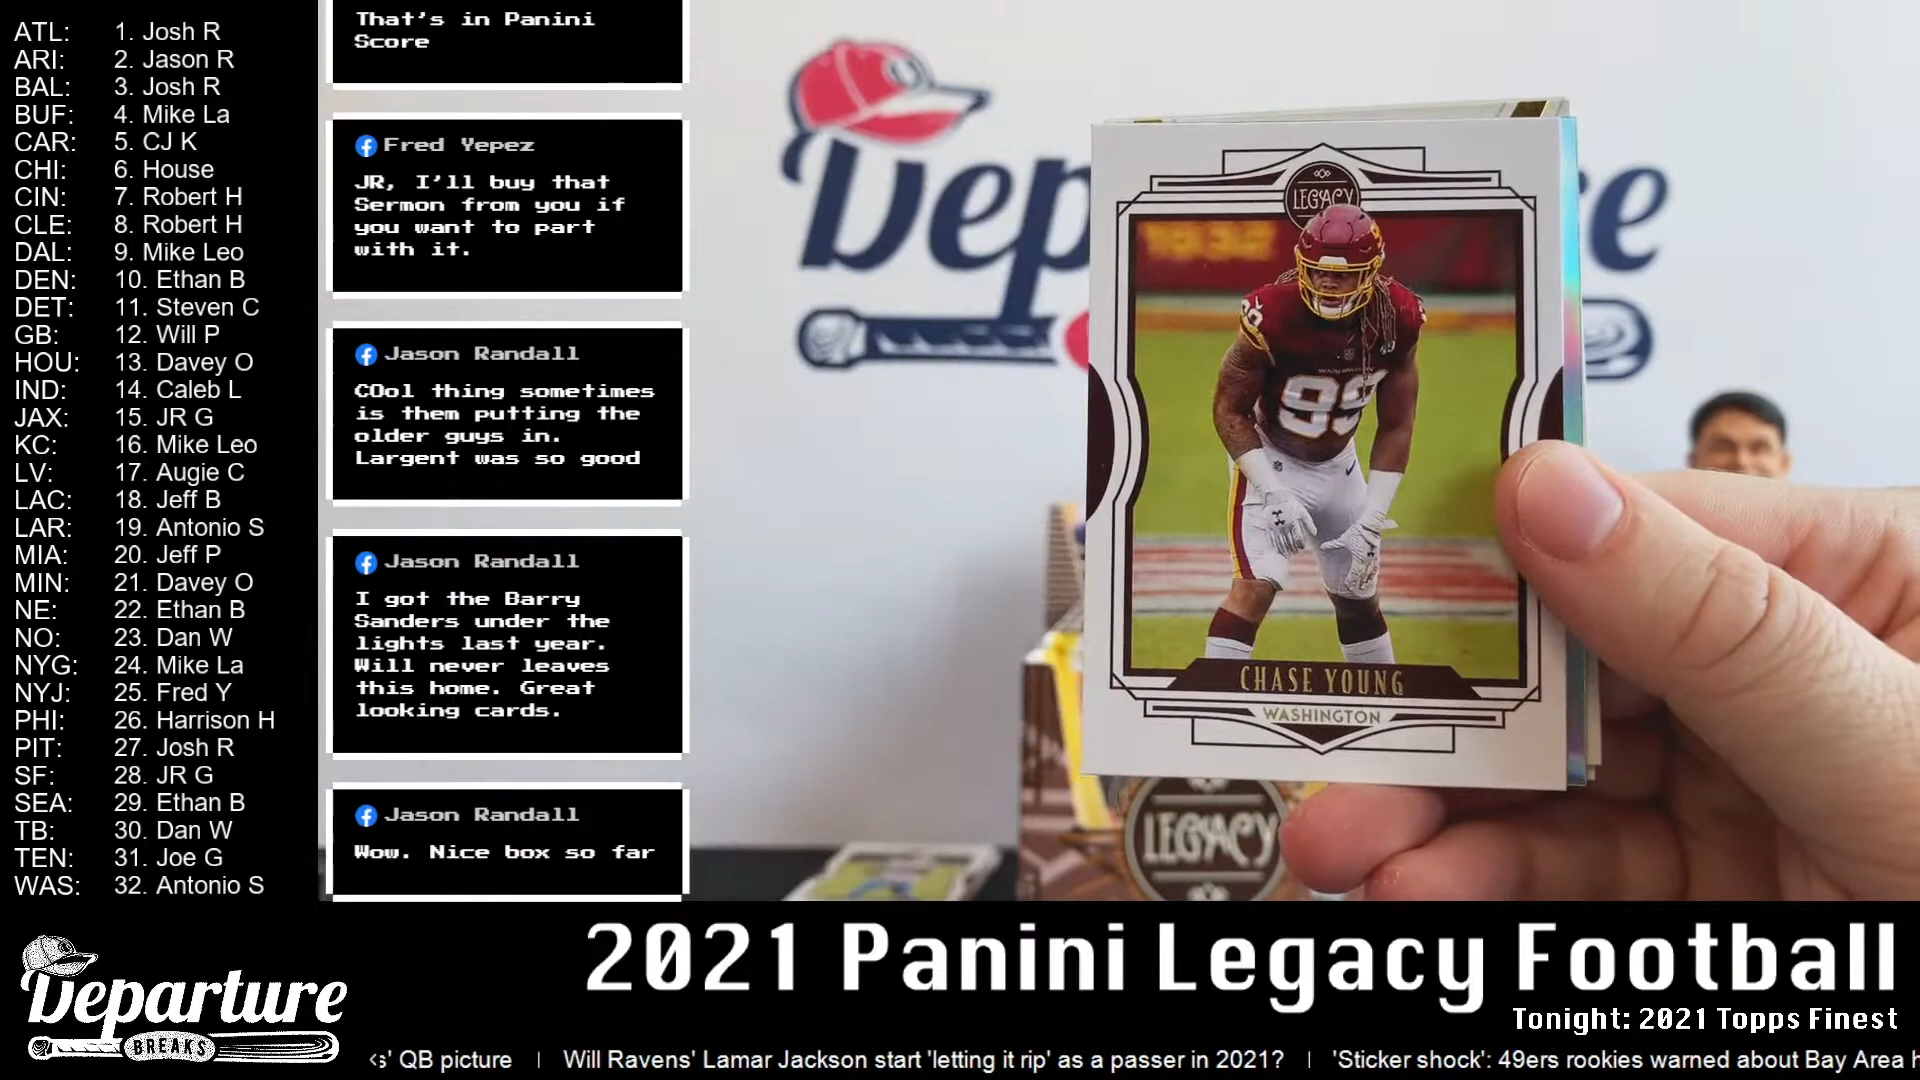 ATL: 1. Josh R
ARI: 2. Jason R
BAL: 3. Josh R
BUF: 4. Mike La
CAR: 5. CJ K
CHI: 6. House
CIN: 7. Robert H
CLE: 8. Robert H
DAL: 9. Mike Leo
DEN: 10. Ethan B
DET: 11. Steven C
GB: 12. Will P
HOU: 13. Davey O
IND: 14. Caleb L
JAX: 15. JR G
KC: 16. Mike Leo
LV: 17. Augie C
LAC: 18. Jeff B
LAR: 19. Antonio S
MIA: 20. Jeff P
MIN: 21. Davey O
NE: 22. Ethan B
NO: 23. Dan W
NYG: 24. Mike La
NYJ: 25. Fred Y
PHI: 26. Harrison H
PIT: 27. Josh R
SF: 28. JR G
SEA: 29. Ethan B
TB: 30. Dan W
TEN: 31. Joe G
WAS: 32. Antonio S
That's in Panini
Score
Fred Yepez
JR, I'll buy that
Sermon from you if
you want to part
with it.
Jason Randall
COol thing sometimes
is them putting the
older guys in.
Largent was so good
Jason Randall
I got the Barry
Sanders under the
lights last year.
Will never leaves
this home. Great
looking cards.
Jason Randall
Wow. Nice box so far
Dep
re
LEGACY
WASHINGTON
99
CHASE YOUNG
WASHINGTON
LEGACY
Departure
BREAKS
2021 Panini Legacy Football
Tonight: 2021 Topps Finest
s' QB picture | Will Ravens' Lamar Jackson start 'letting it rip' as a passer in 2021? | 'Sticker shock': 49ers rookies warned about Bay Area h